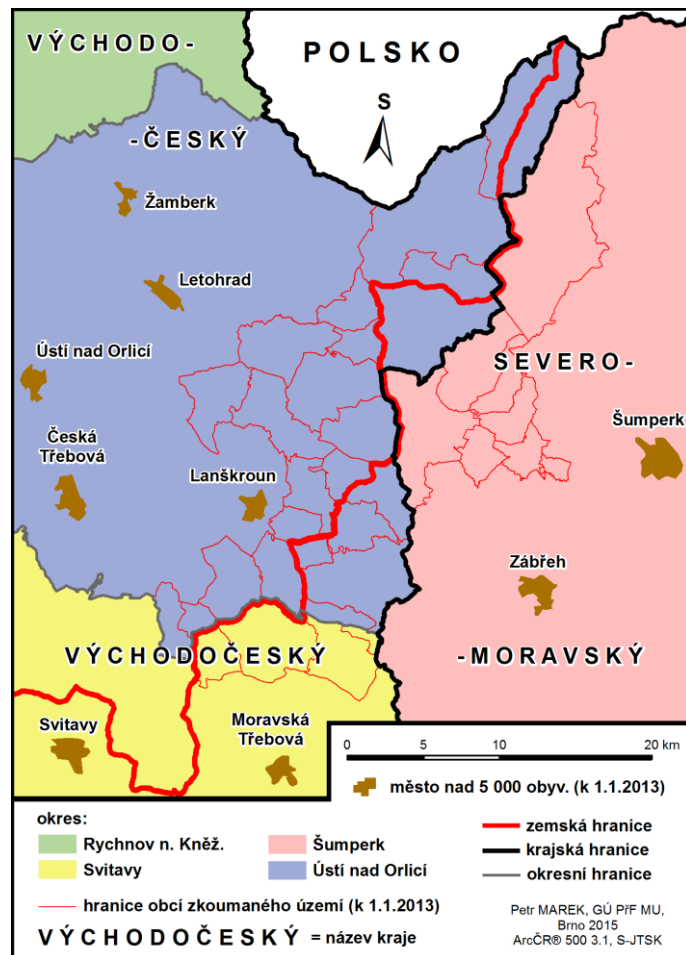 VÝCHODO-
POLSKO
S
-ČESKÝ
Žamberk
Letohrad
Ústí nad Orlicí
SEVERO-
Šumperk
Česká
Třebová
Lanškroun
Zábřeh
VÝCHODOČESKÝ
-MORAVSKÝ
Svitavy
Moravská
Třebová
0 5 10 20 km
město nad 5 000 obyv. (k 1.1.2013)
okres:
Rychnov n. Kněž.
Šumperk
zemská hranice
Svitavy
Ústí nad Orlicí
krajská hranice
okresní hranice
hranice obcí zkoumaného území (k 1.1.2013)
VÝCHODOČESKÝ = název kraje
Petr MAREK, GÚ PřF MU,
Brno 2015
ArcČR® 500 3.1, S-JTSK